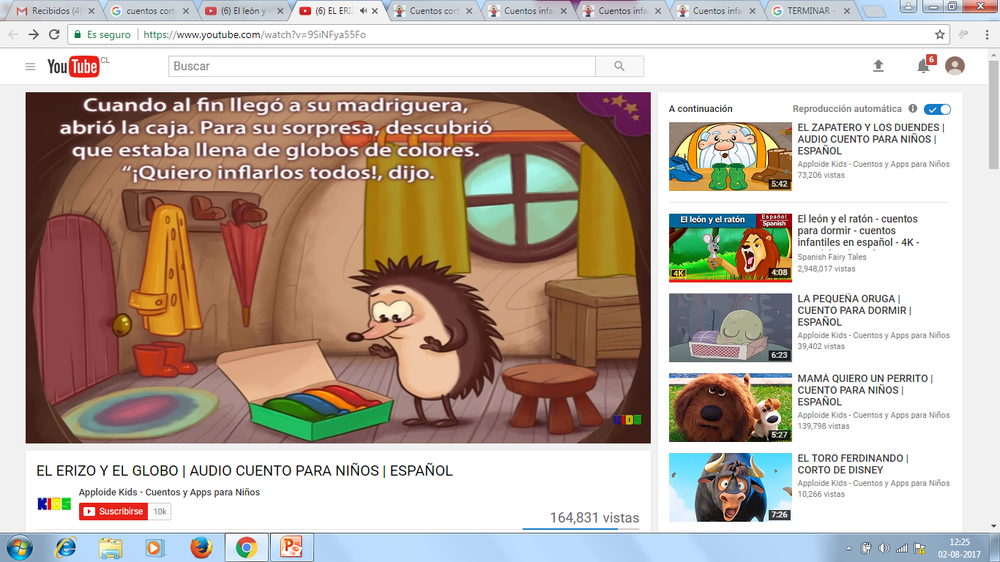 Recibidos (4)
cuentos cort
(6) El león y r
(6) EL ERIZ
Cuentos cort
Cuentos infa
Cuentos infa
Cuentos infa
TERMINAR -
Es seguro | https://www.youtube.com/watch?v=9SiNFya55Fo
YouTube CL
Buscar
6
Cuando al fin llegó a su madriguera,
abrió la caja. Para su sorpresa, descubrió
que estaba llena de globos de colores.
“¡Quiero inflarlos todos!, dijo.
KIDS
EL ERIZO Y EL GLOBO | AUDIO CUENTO PARA NIÑOS | ESPAÑOL
KIDS
Apploide Kids - Cuentos y Apps para Niños
Suscribirse 10k
164,831 vistas
A continuación
Reproducción automática
EL ZAPATERO Y LOS DUENDES |
AUDIO CUENTO PARA NIÑOS |
ESPAÑOL
Apploide Kids - Cuentos y Apps para Niños
73,206 vistas
5:42
El león y el ratón
Español
Spanish
4K
4:08
El león y el ratón - cuentos
para dormir - cuentos
infantiles en español - 4K -
Spanish Fairy Tales
2,948,017 vistas
LA PEQUEÑA ORUGA |
CUENTO PARA DORMIR |
ESPAÑOL
Apploide Kids - Cuentos y Apps para Niños
39,402 vistas
6:23
MAMÁ QUIERO UN PERRITO |
CUENTO PARA NIÑOS |
ESPAÑOL
Apploide Kids - Cuentos y Apps para Niños
139,798 vistas
5:27
EL TORO FERDINANDO |
CORTO DE DISNEY
Apploide Kids - Cuentos y Apps para Niños
10,266 vistas
7:26
12:25
02-08-2017